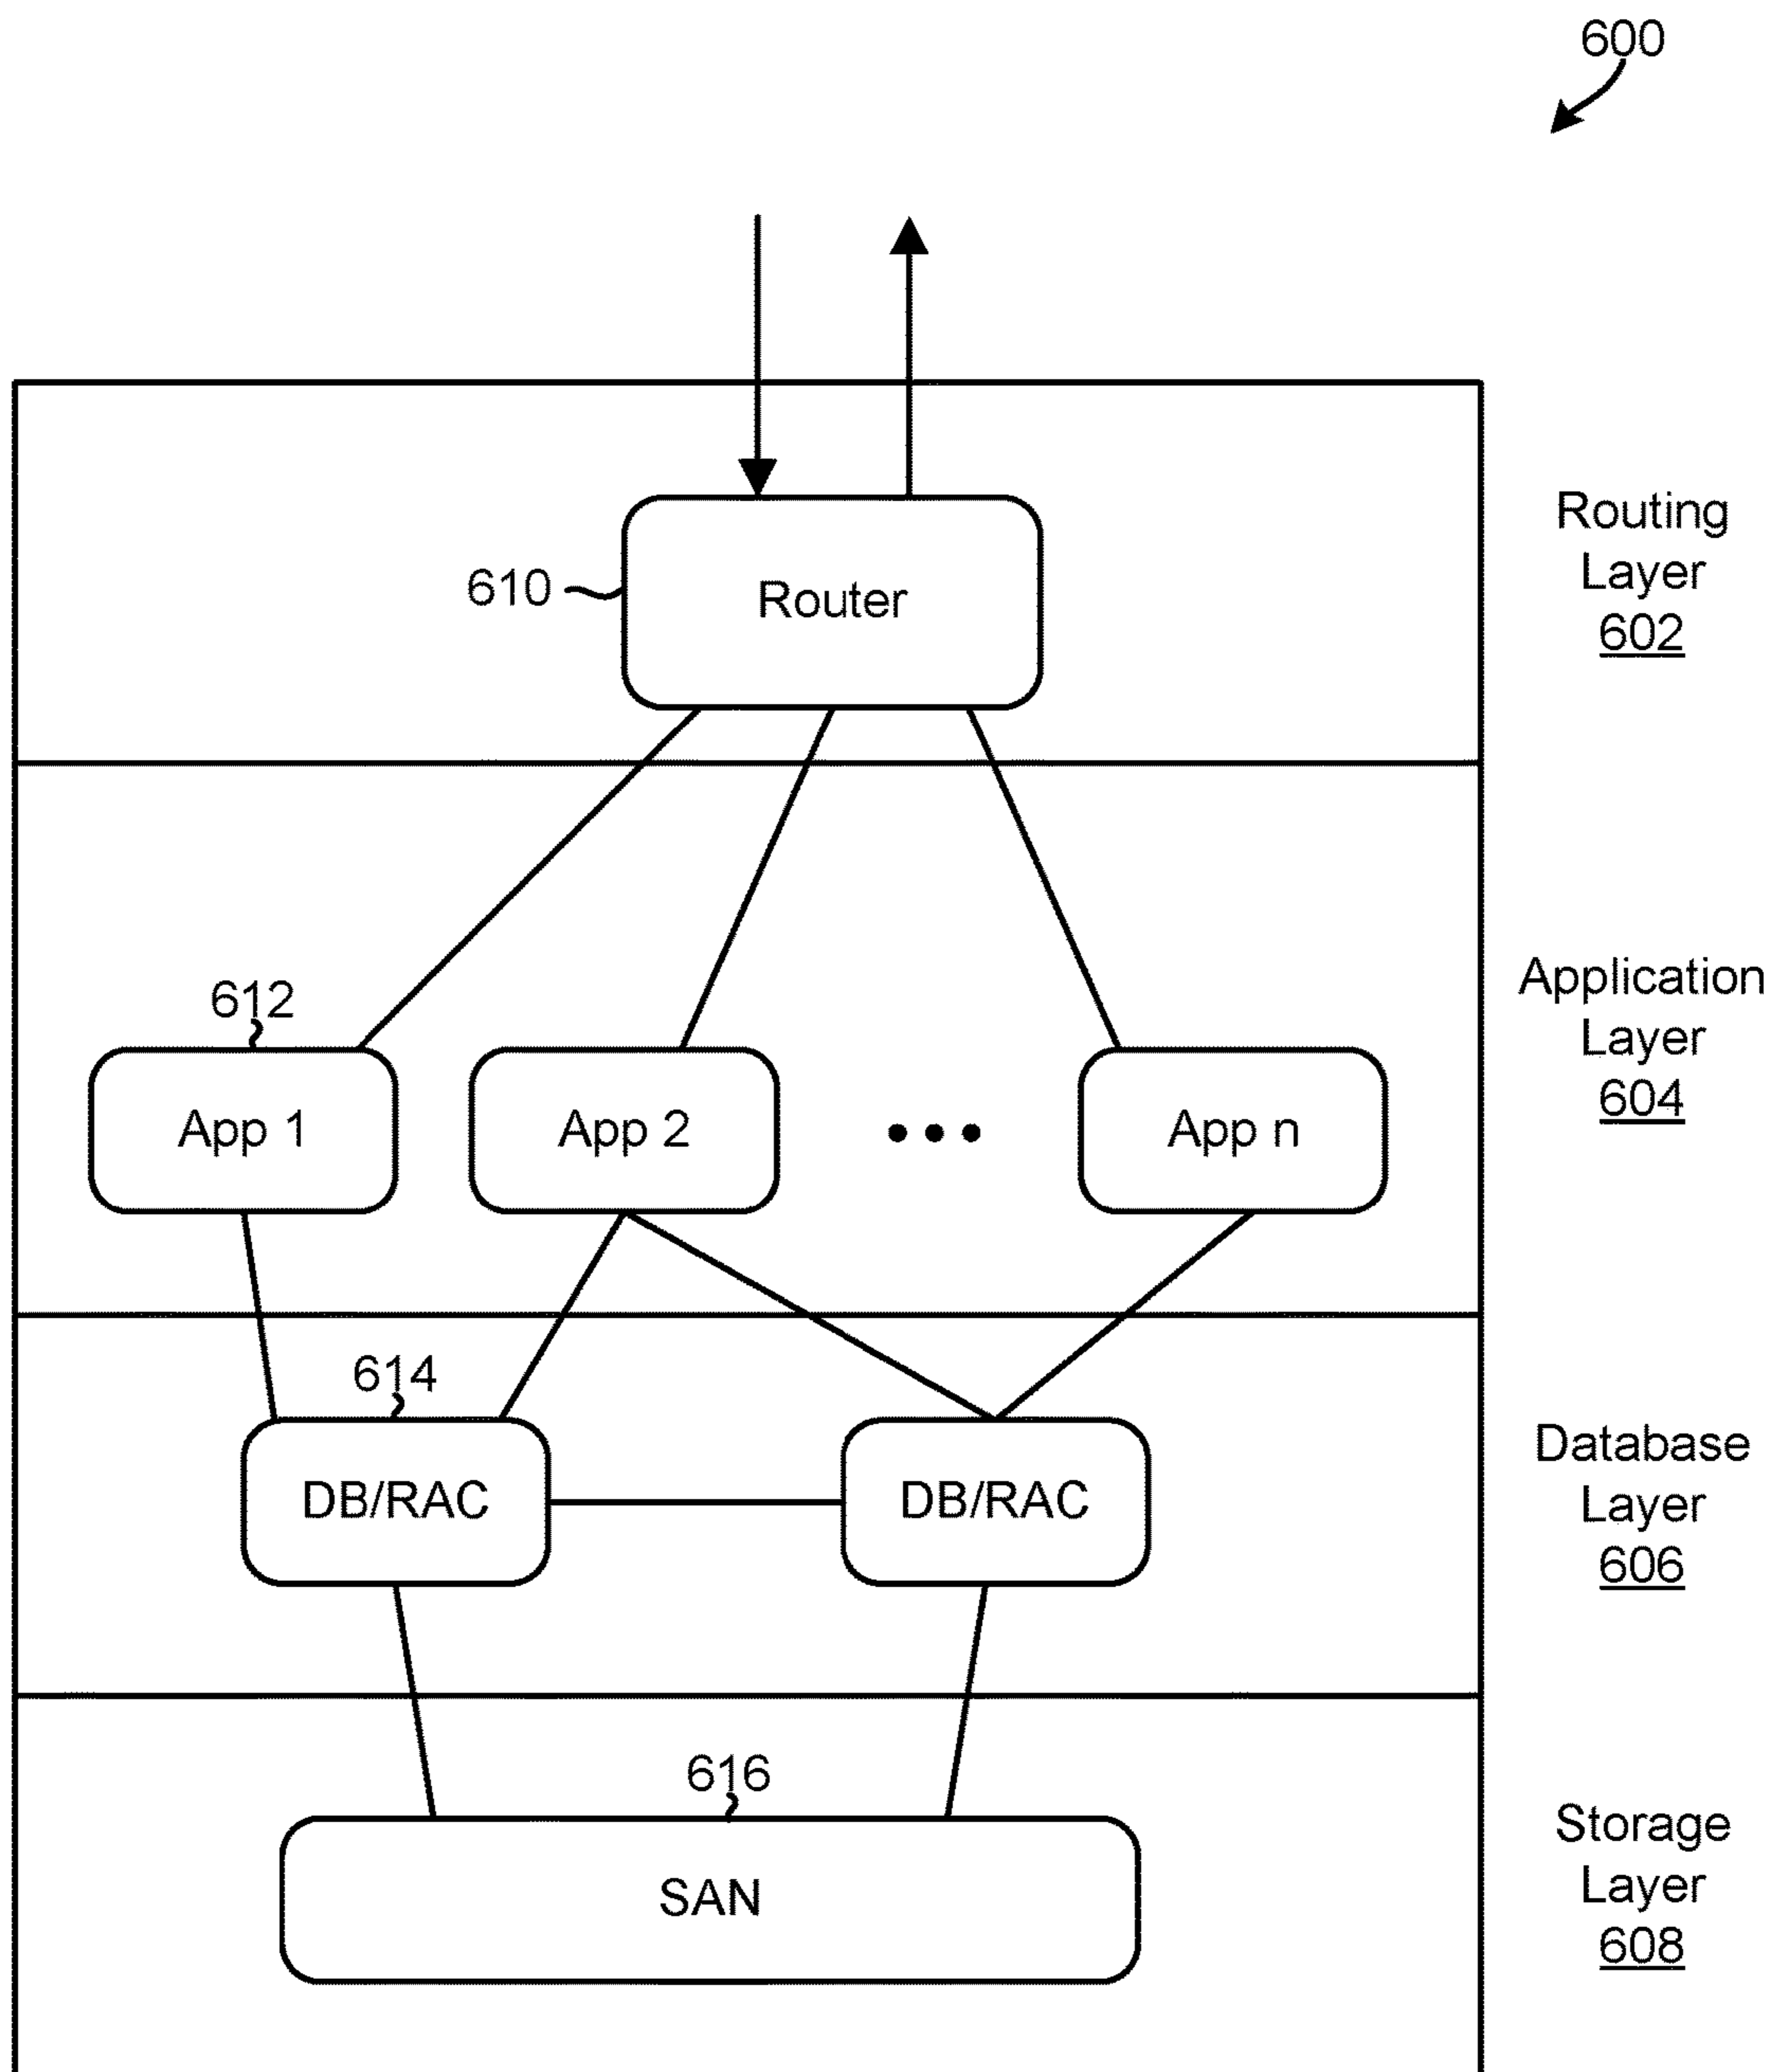 600
610
Router
Routing
Layer
602
612
App 1
App 2
App n
Application
Layer
604
614
DB/RAC
DB/RAC
Database
Layer
606
616
SAN
Storage
Layer
608